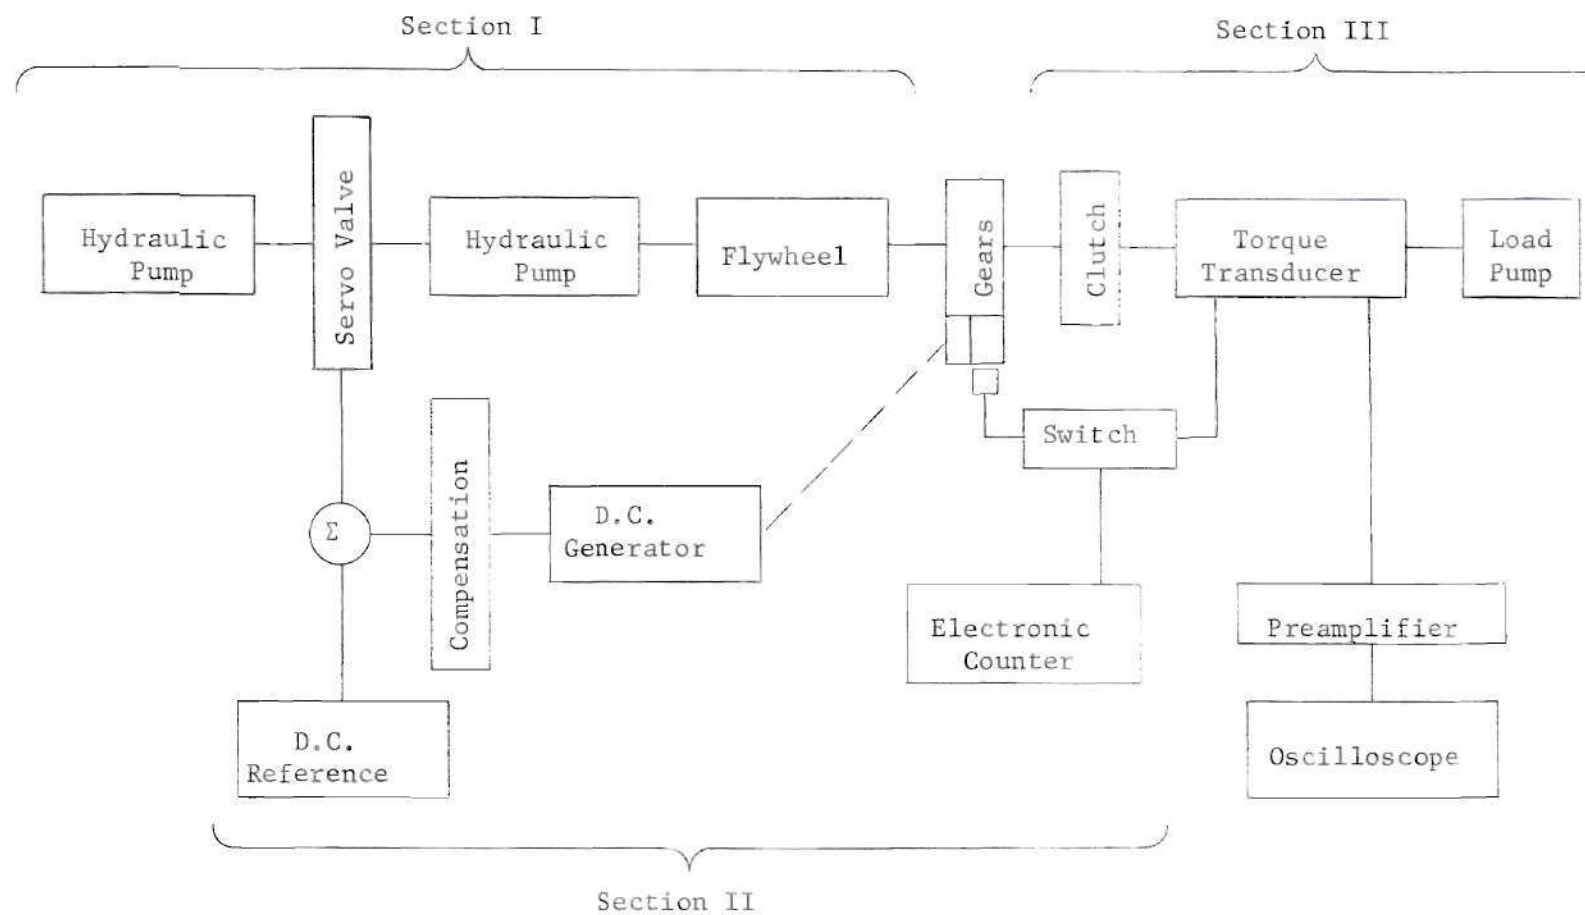 Section I
Section III
Hydraulic
Pump
Servo Valve
Hydraulic
Pump
Flywheel
Gears
Clutch
Torque
Transducer
Load
Pump
Switch
Σ
Compensation
D.C.
Generator
Electronic
Counter
Preamplifier
D.C.
Reference
Oscilloscope
Section II